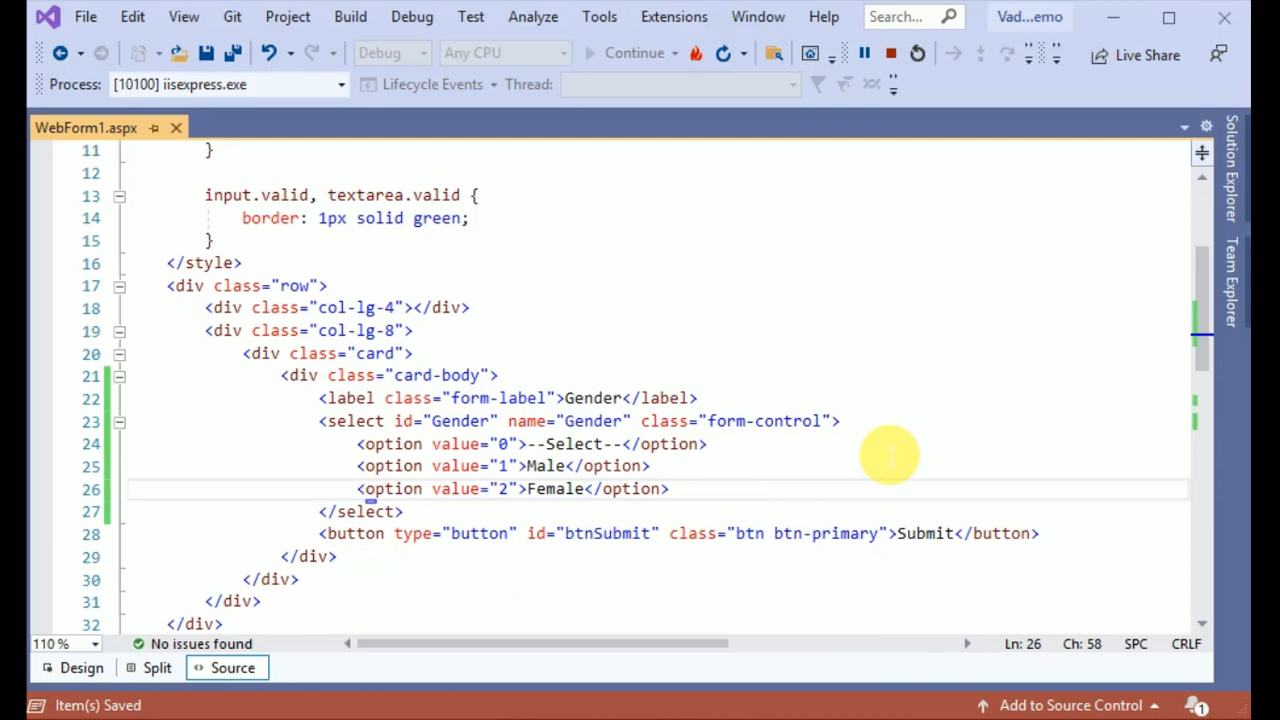 File Edit View Git Project Build Debug Test Analyze Tools Extensions Window Help Search... Vad...emo
Debug Any CPU Continue Live Share
Process: [10100] iisexpress.exe Lifecycle Events Thread:
WebForm1.aspx
11 }
12
13 input.valid, textarea.valid {
14 border: 1px solid green;
15 }
16 </style>
17 <div class="row">
18 <div class="col-lg-4"></div>
19 <div class="col-lg-8">
20 <div class="card">
21 <div class="card-body">
22 <label class="form-label">Gender</label>
23 <select id="Gender" name="Gender" class="form-control">
24 <option value="0">--Select--</option>
25 <option value="1">Male</option>
26 <option value="2">Female</option>
27 </select>
28 <button type="button" id="btnSubmit" class="btn btn-primary">Submit</button>
29 </div>
30 </div>
31 </div>
32 </div>
Solution Explorer
Team Explorer
110 % No issues found Ln: 26 Ch: 58 SPC CRLF
Design Split Source
Item(s) Saved Add to Source Control 1